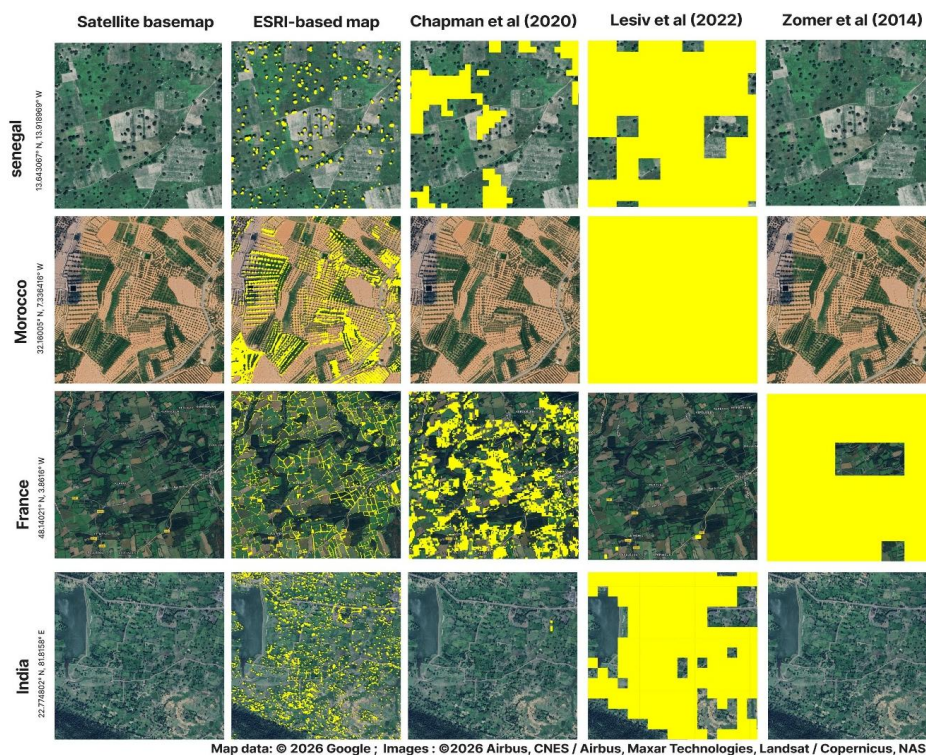 Satellite basemap
ESRI-based map
Chapman et al (2020)
Lesiv et al (2022)
Zomer et al (2014)
senegal
13.643067° N, 13.918969° W
Morocco
32.16005° N, 7.336416° W
France
48.14021° N, 3.8616° W
India
22.774802° N, 81.8158° E
Map data: © 2026 Google ; Images : ©2026 Airbus, CNES / Airbus, Maxar Technologies, Landsat / Copernicus, NAS